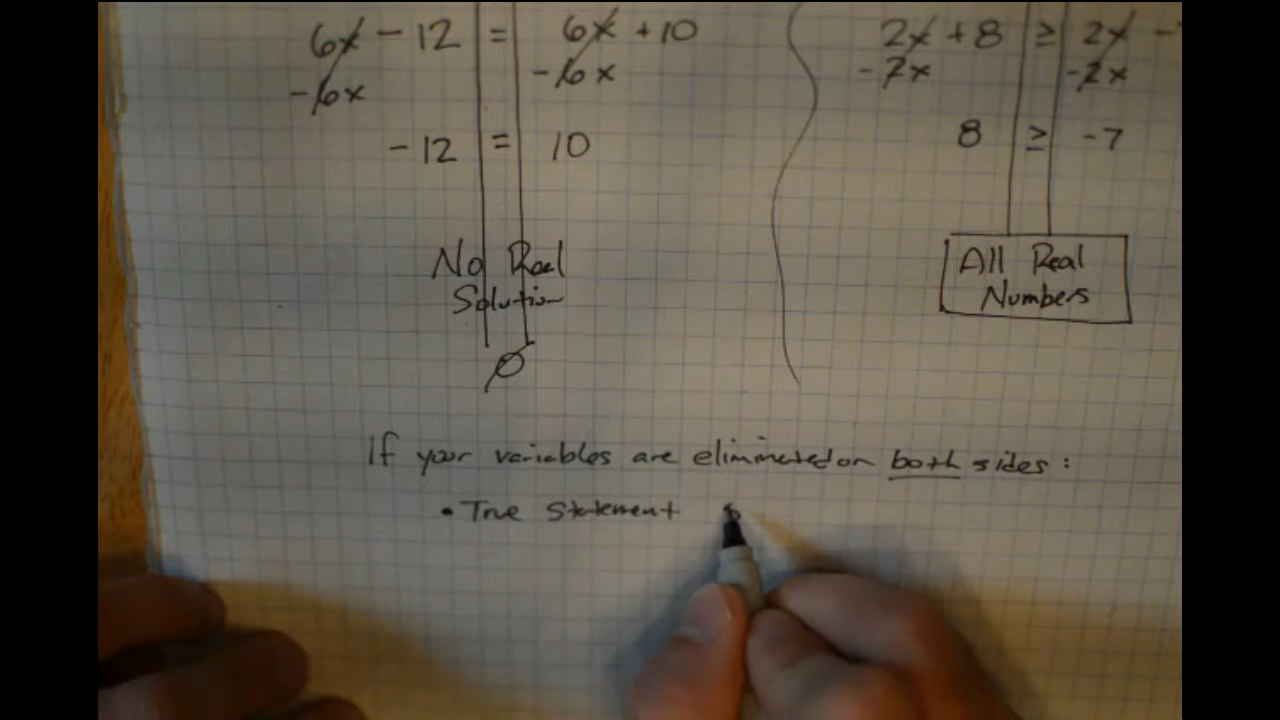 6x - 12 = 6x + 10
-6x -6x
-12 = 10
No Real
Solution
∅
2x + 8 ≥ 2x -
-2x -2x
8 ≥ -7
All Real
Numbers
If your variables are eliminated on both sides:
• True Statement